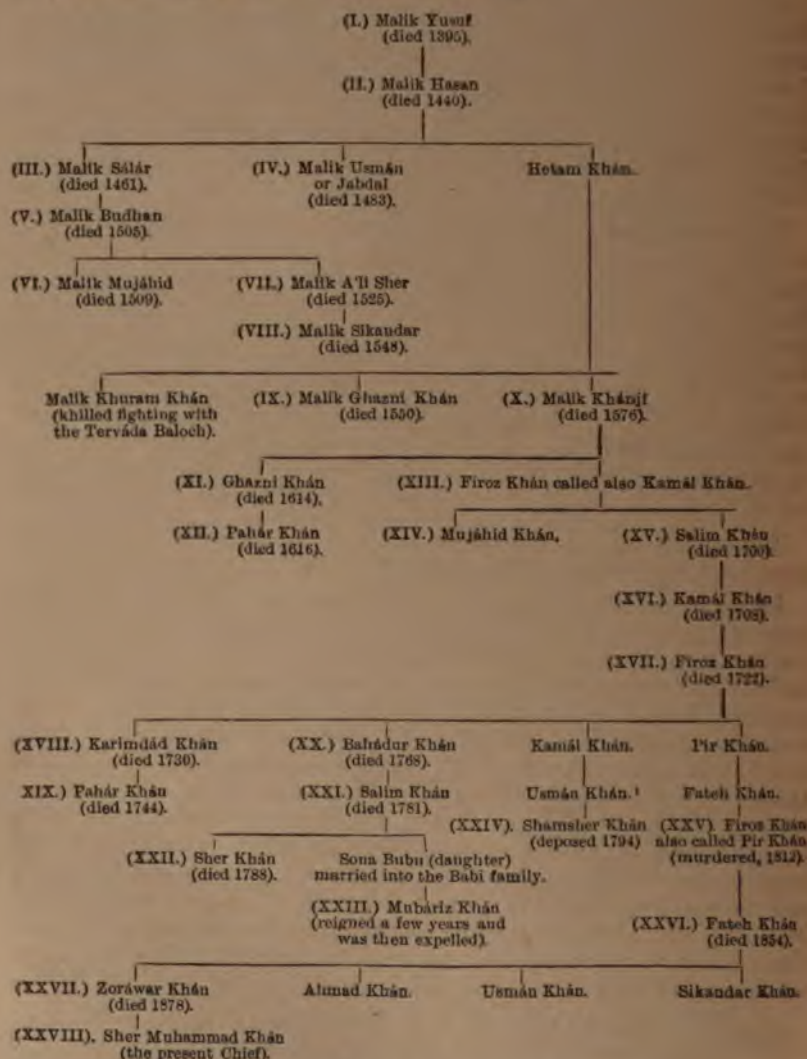 (I.) Malik Yusuf
(died 1395).
(II.) Malik Hasan
(died 1440).
(III.) Malik Sálár (IV.) Malik Usmán Hetam Khán.
(died 1461). or Jabdal
(died 1483).
(V.) Malik Budhan
(died 1505).
(VI.) Malik Mujáhid (VII.) Malik A'li Sher
(died 1509). (died 1525).
(VIII.) Malik Sikandar
(died 1548).
Malik Khuram Khán (IX.) Malik Ghazni Khán (X.) Malik Khánjí
(khilled fighting with (died 1550). (died 1576).
the Terváda Baloch).
(XI.) Ghazni Khán (XIII.) Firoz Khán called also Kamál Khán.
(died 1614).
(XII.) Pahár Khán (XIV.) Mujáhid Khán. (XV.) Salim Khán
(died 1616). (died 1700).
(XVI.) Kamál Khán
(died 1708).
(XVII.) Firoz Khán
(died 1722).
(XVIII.) Karimdád Khán (XX.) Bahádur Khán Kamál Khán. Pir Khán.
(died 1730). (died 1768).
XIX.) Pahár Khán (XXI.) Salim Khán Usmán Khán.¹ Fateh Khán.
(died 1744). (died 1781).
(XXIV). Shamsher Khán (XXV). Firoz Khán
(deposed 1794) also called Pir Khán
(murdered, 1812).
(XXII.) Sher Khán Sona Bubu (daughter)
(died 1788). married into the Babi family.
(XXIII.) Mubáriz Khán
(reigned a few years and
was then expelled).
(XXVI.) Fateh Khán
(died 1854).
(XXVII.) Zoráwar Khán Ahmad Khán. Usmán Khán. Sikandar Khán.
(died 1878).
(XXVIII). Sher Muhammad Khán
(the present Chief).